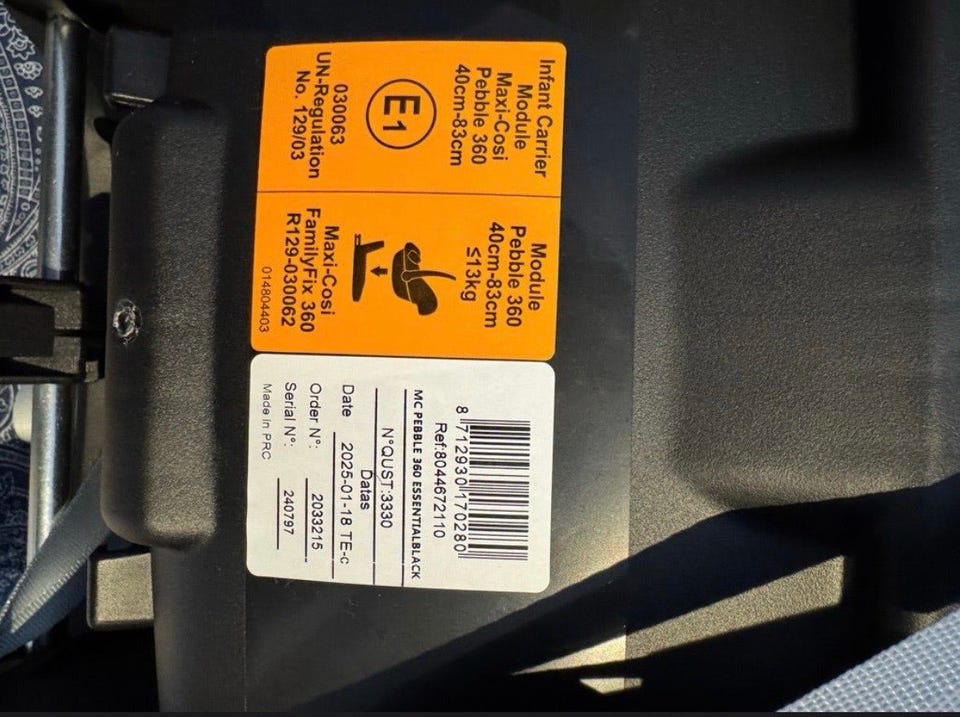 Infant Carrier
Module
Maxi-Cosi
Pebble 360
40cm-83cm
E1
030063
UN-Regulation
No. 129/03
Module
Pebble 360
40cm-83cm
≤13kg
Maxi-Cosi
FamilyFix 360
R129-030062
014804403
8 712930 170280
Ref:8044672110
MC PEBBLE 360 ESSENTIALBLACK
N°QUST:3330
Datas
Date 2025-01-18 TE-c
Order N°: 2033215
Serial N°: 240797
Made in PRC